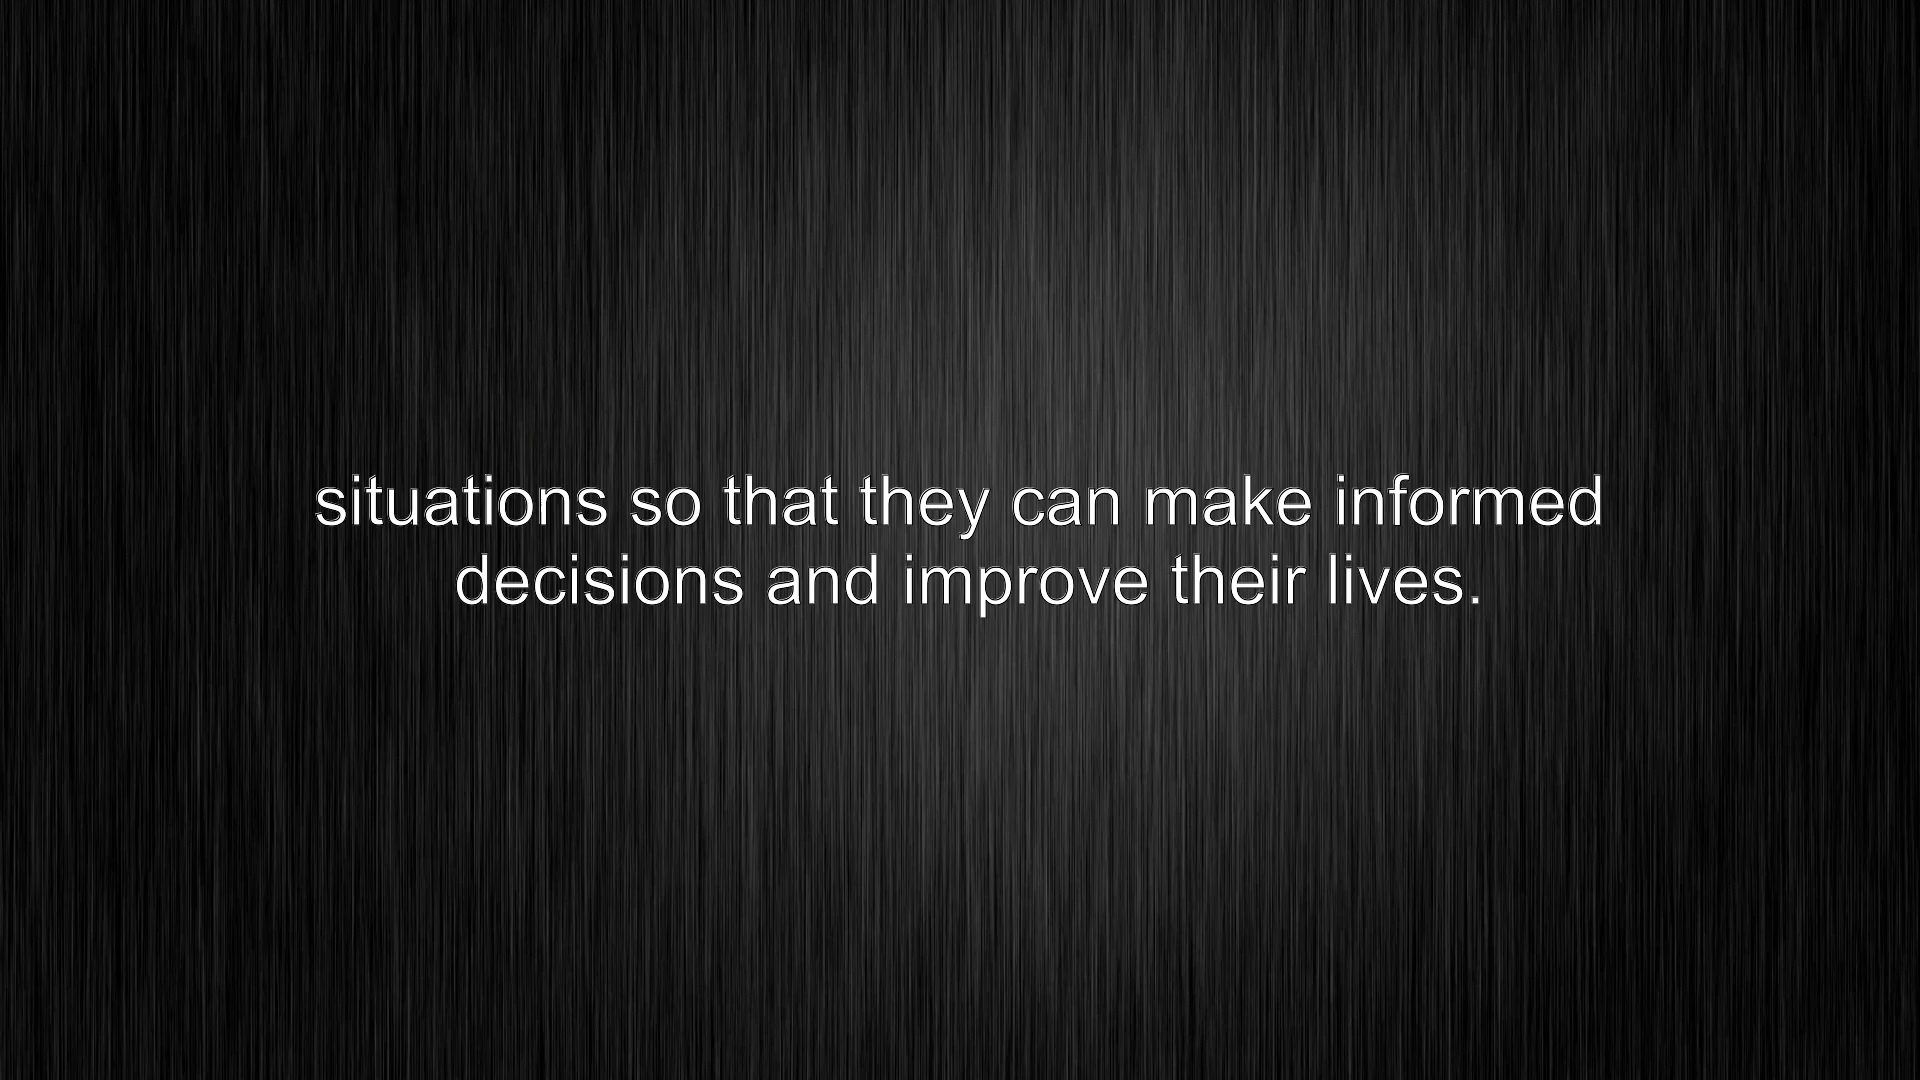 situations so that they can make informed
decisions and improve their lives.